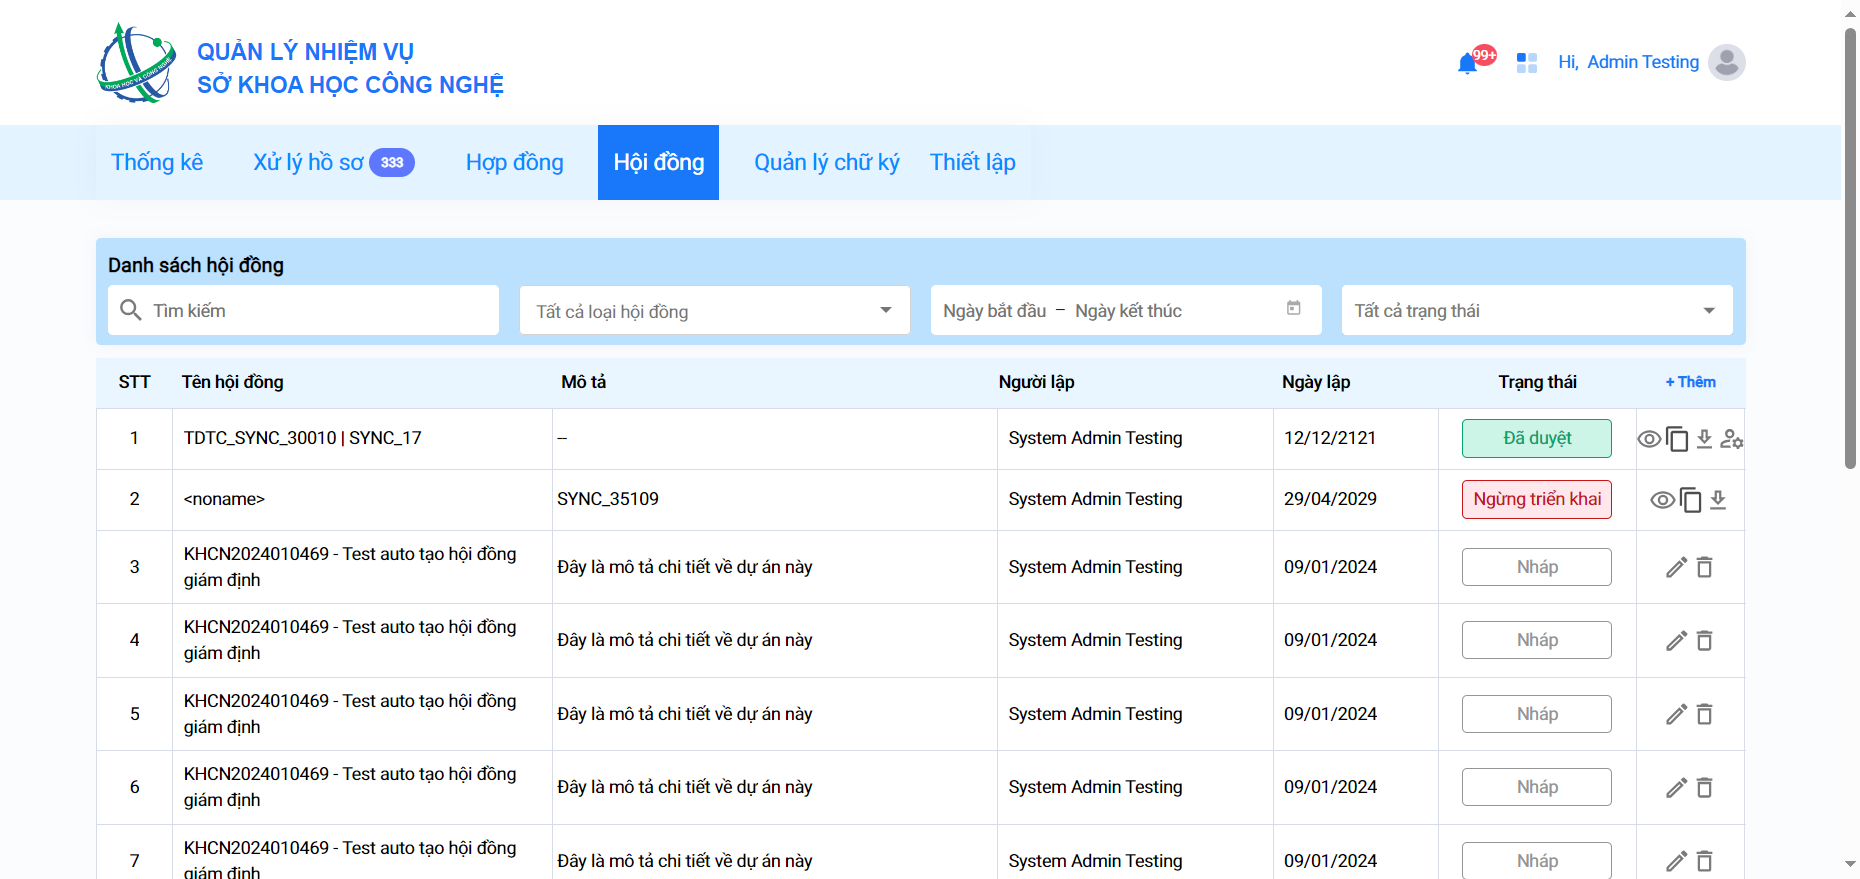 KHOA HỌC VÀ CÔNG NGHỆ
QUẢN LÝ NHIỆM VỤ
SỞ KHOA HỌC CÔNG NGHỆ
99+
Hi, Admin Testing
Thống kê
Xử lý hồ sơ 333
Hợp đồng
Hội đồng
Quản lý chữ ký
Thiết lập
Danh sách hội đồng
Tìm kiếm
Tất cả loại hội đồng
Ngày bắt đầu – Ngày kết thúc
Tất cả trạng thái
STT Tên hội đồng Mô tả Người lập Ngày lập Trạng thái + Thêm
1 TDTC_SYNC_30010 | SYNC_17 -- System Admin Testing 12/12/2121 Đã duyệt
2 <noname> SYNC_35109 System Admin Testing 29/04/2029 Ngừng triển khai
3 KHCN2024010469 - Test auto tạo hội đồng
giám định Đây là mô tả chi tiết về dự án này System Admin Testing 09/01/2024 Nháp
4 KHCN2024010469 - Test auto tạo hội đồng
giám định Đây là mô tả chi tiết về dự án này System Admin Testing 09/01/2024 Nháp
5 KHCN2024010469 - Test auto tạo hội đồng
giám định Đây là mô tả chi tiết về dự án này System Admin Testing 09/01/2024 Nháp
6 KHCN2024010469 - Test auto tạo hội đồng
giám định Đây là mô tả chi tiết về dự án này System Admin Testing 09/01/2024 Nháp
7 KHCN2024010469 - Test auto tạo hội đồng
giám định Đây là mô tả chi tiết về dự án này System Admin Testing 09/01/2024 Nháp